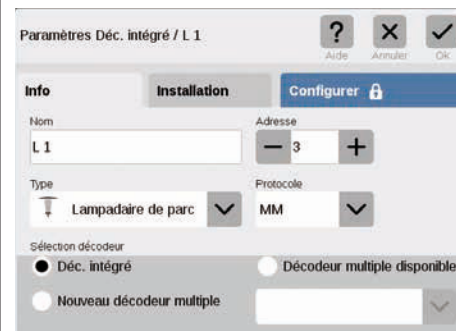 Paramètres Déc. intégré / L 1
?
Aide
Annuler
Ok
Info
Installation
Configurer
Nom
Adresse
L 1
3
Type
Protocole
Lampadaire de parc
MM
Sélection décodeur
Déc. intégré
Décodeur multiple disponible
Nouveau décodeur multiple